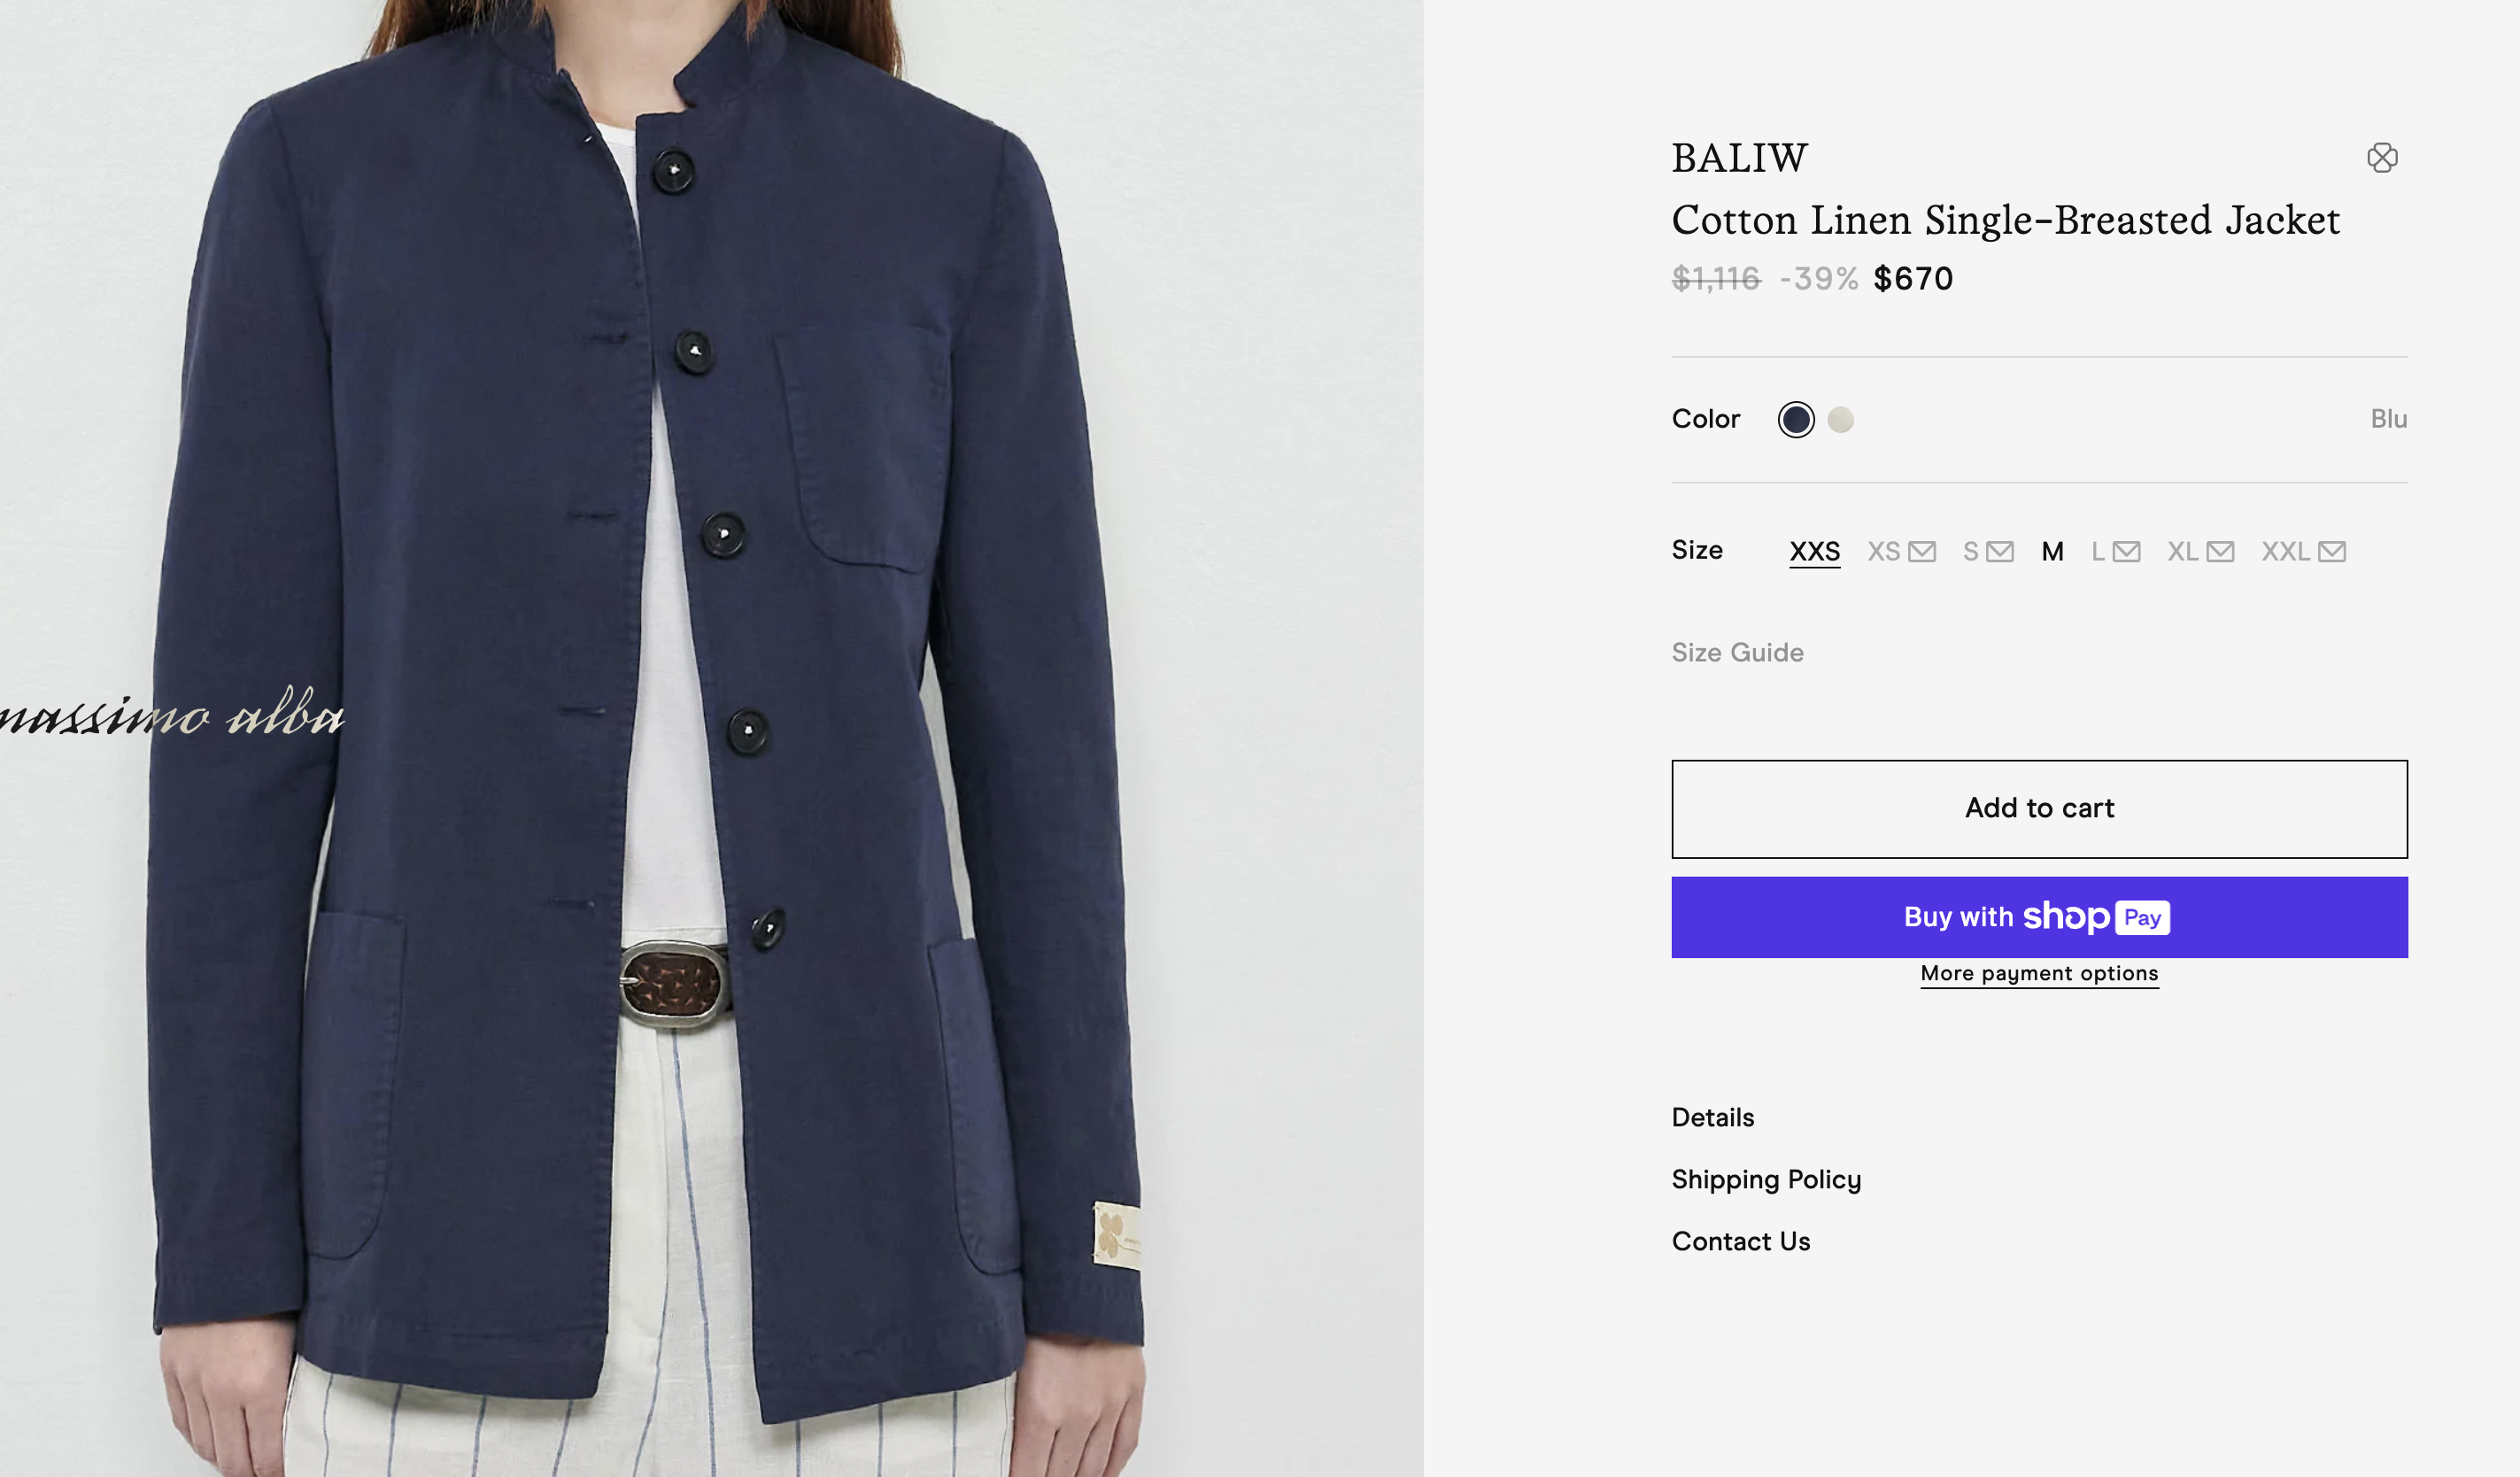 massimo alba
BALIW
Cotton Linen Single-Breasted Jacket
$1,116 -39% $670
Color Blu
Size XXS XS S M L XL XXL
Size Guide
Add to cart
Buy with shop Pay
More payment options
Details
Shipping Policy
Contact Us